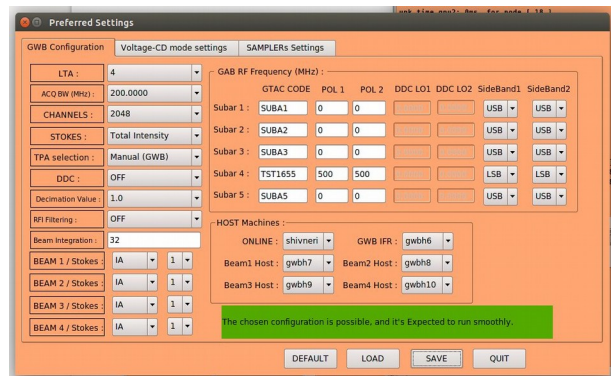 unk time gpu2: 0ms, for node [ 18 ]
Preferred Settings
GWB Configuration Voltage-CD mode settings SAMPLERs Settings
LTA : 4
ACQ BW (MHz) : 200.0000
CHANNELS : 2048
STOKES : Total Intensity
TPA selection : Manual (GWB)
DDC : OFF
Decimation Value : 1.0
RFI Filtering : OFF
Beam Integration : 32
BEAM 1 / Stokes : IA 1
BEAM 2 / Stokes : IA 1
BEAM 3 / Stokes : IA 1
BEAM 4 / Stokes : IA 1
GAB RF Frequency (MHz) : -
GTAC CODE POL 1 POL 2 DDC LO1 DDC LO2 SideBand1 SideBand2
Subar 1 : SUBA1 0 0 USB USB
Subar 2 : SUBA2 0 0 USB USB
Subar 3 : SUBA3 0 0 USB USB
Subar 4 : TST1655 500 500 LSB LSB
Subar 5 : SUBA5 0 0 USB USB
HOST Machines : -
ONLINE : shivneri GWB IFR : gwbh6
Beam1 Host : gwbh7 Beam2 Host : gwbh8
Beam3 Host : gwbh9 Beam4 Host : gwbh10
The chosen configuration is possible, and it's Expected to run smoothly.
DEFAULT LOAD SAVE QUIT